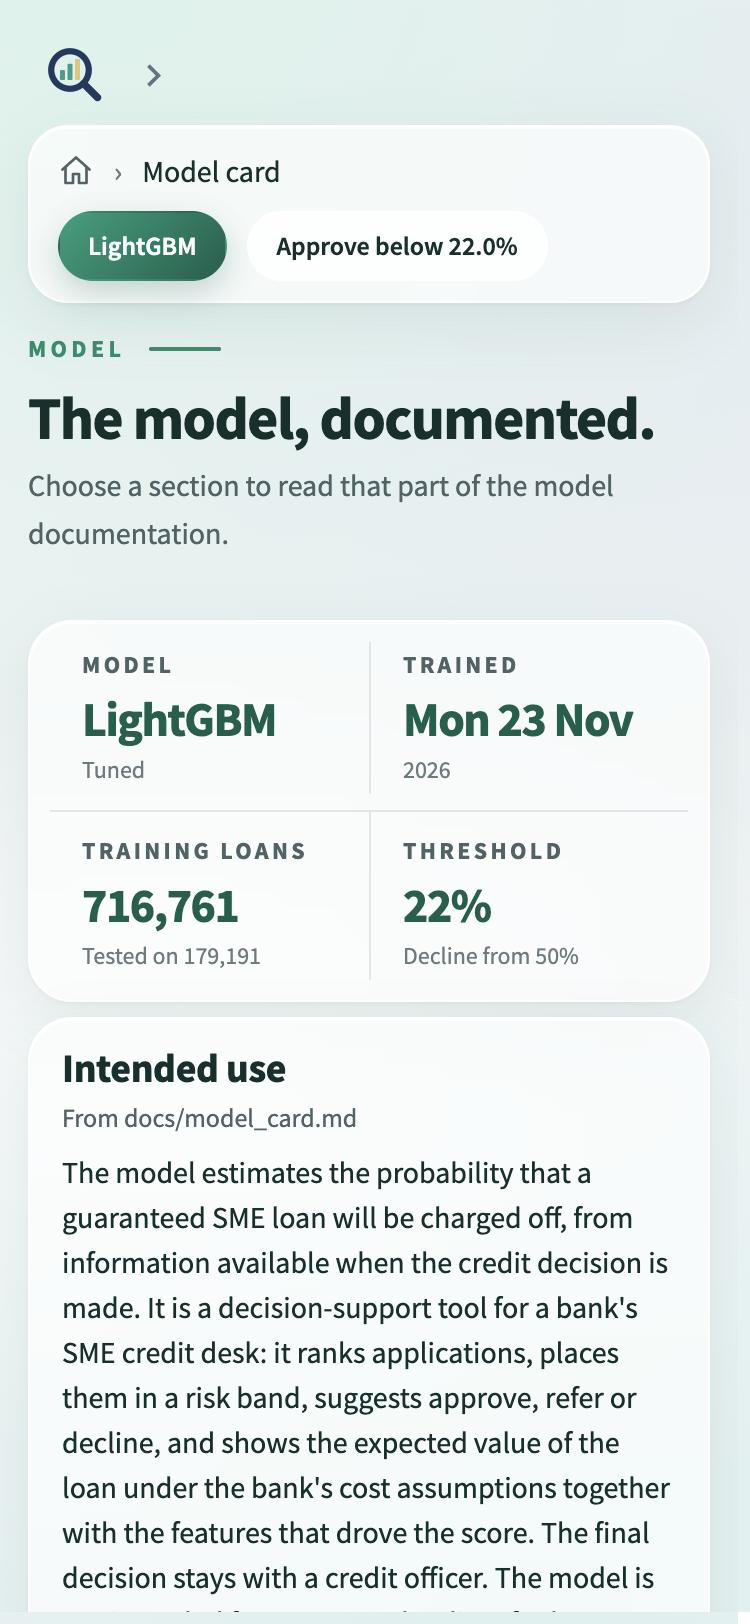 › Model card
LightGBM
Approve below 22.0%
MODEL
The model, documented.
Choose a section to read that part of the model
documentation.
MODEL
LightGBM
Tuned
TRAINED
Mon 23 Nov
2026
TRAINING LOANS
716,761
Tested on 179,191
THRESHOLD
22%
Decline from 50%
Intended use
From docs/model_card.md
The model estimates the probability that a
guaranteed SME loan will be charged off, from
information available when the credit decision is
made. It is a decision-support tool for a bank's
SME credit desk: it ranks applications, places
them in a risk band, suggests approve, refer or
decline, and shows the expected value of the
loan under the bank's cost assumptions together
with the features that drove the score. The final
decision stays with a credit officer. The model is